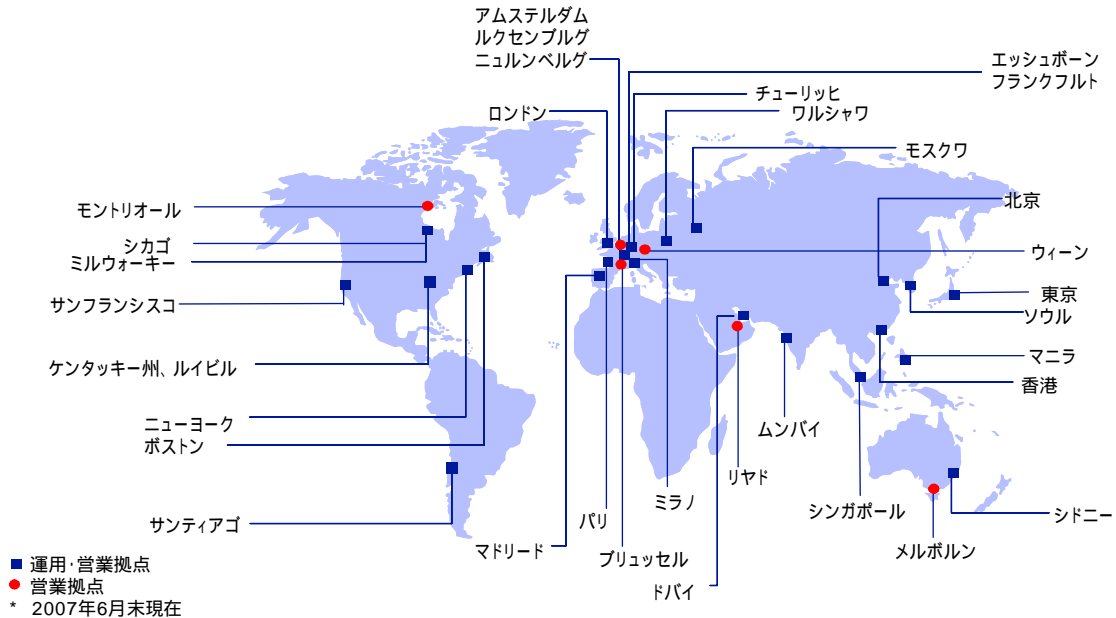 アムステルダム
ルクセンブルグ
ニュルンベルグ
エッシュボーン
フランクフルト
チューリッヒ
ロンドン
ワルシャワ
モスクワ
モントリオール
北京
シカゴ
ミルウォーキー
ウィーン
サンフランシスコ
東京
ソウル
ケンタッキー州、ルイビル
マニラ
香港
ニューヨーク
ボストン
ムンバイ
リヤド
ミラノ
シンガポール
サンティアゴ
パリ
シドニー
マドリード
ブリュッセル
メルボルン
ドバイ
運用・営業拠点
営業拠点
* 2007年6月末現在